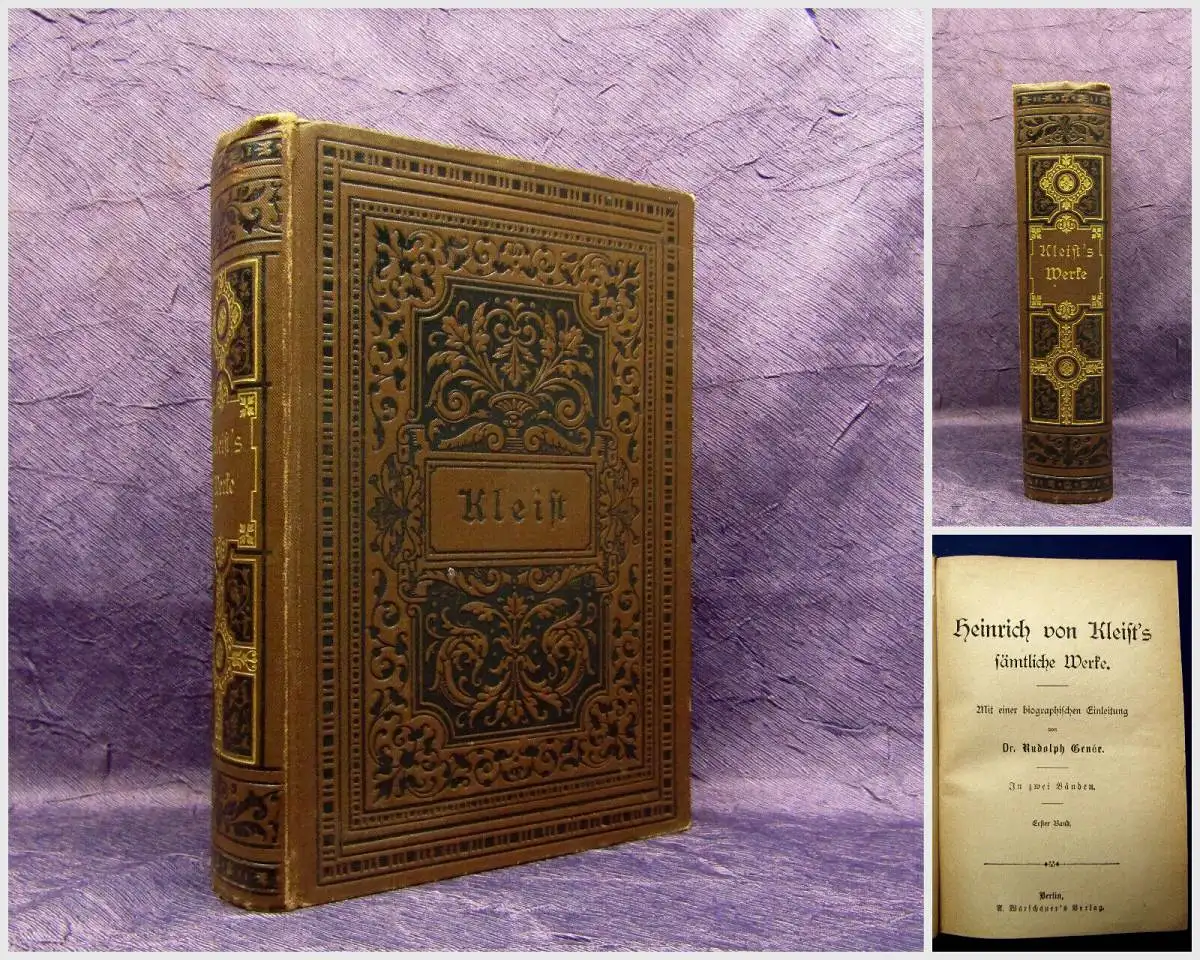 Kleist's
Werke
Kleist
Kleist's
Werke
Heinrich von Kleist's
sämtliche Werke.
Mit einer biographischen Einleitung
von
Dr. Rudolph Genée.
In zwei Bänden.
Erster Band.
Berlin,
A. Warschauer's Verlag.